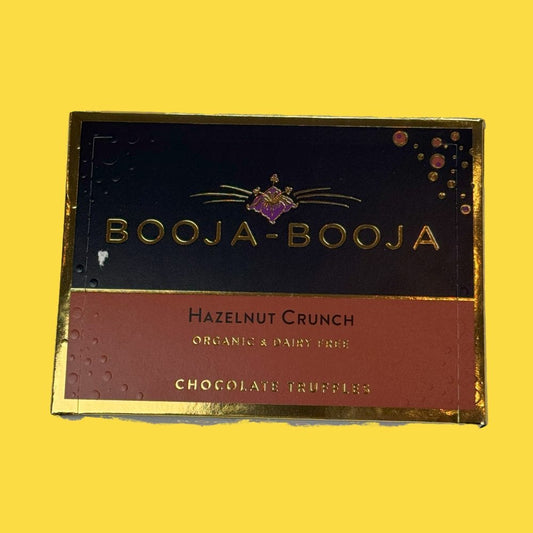 BOOJA-BOOJA
HAZELNUT CRUNCH
ORGANIC & DAIRY FREE
CHOCOLATE TRUFFLES